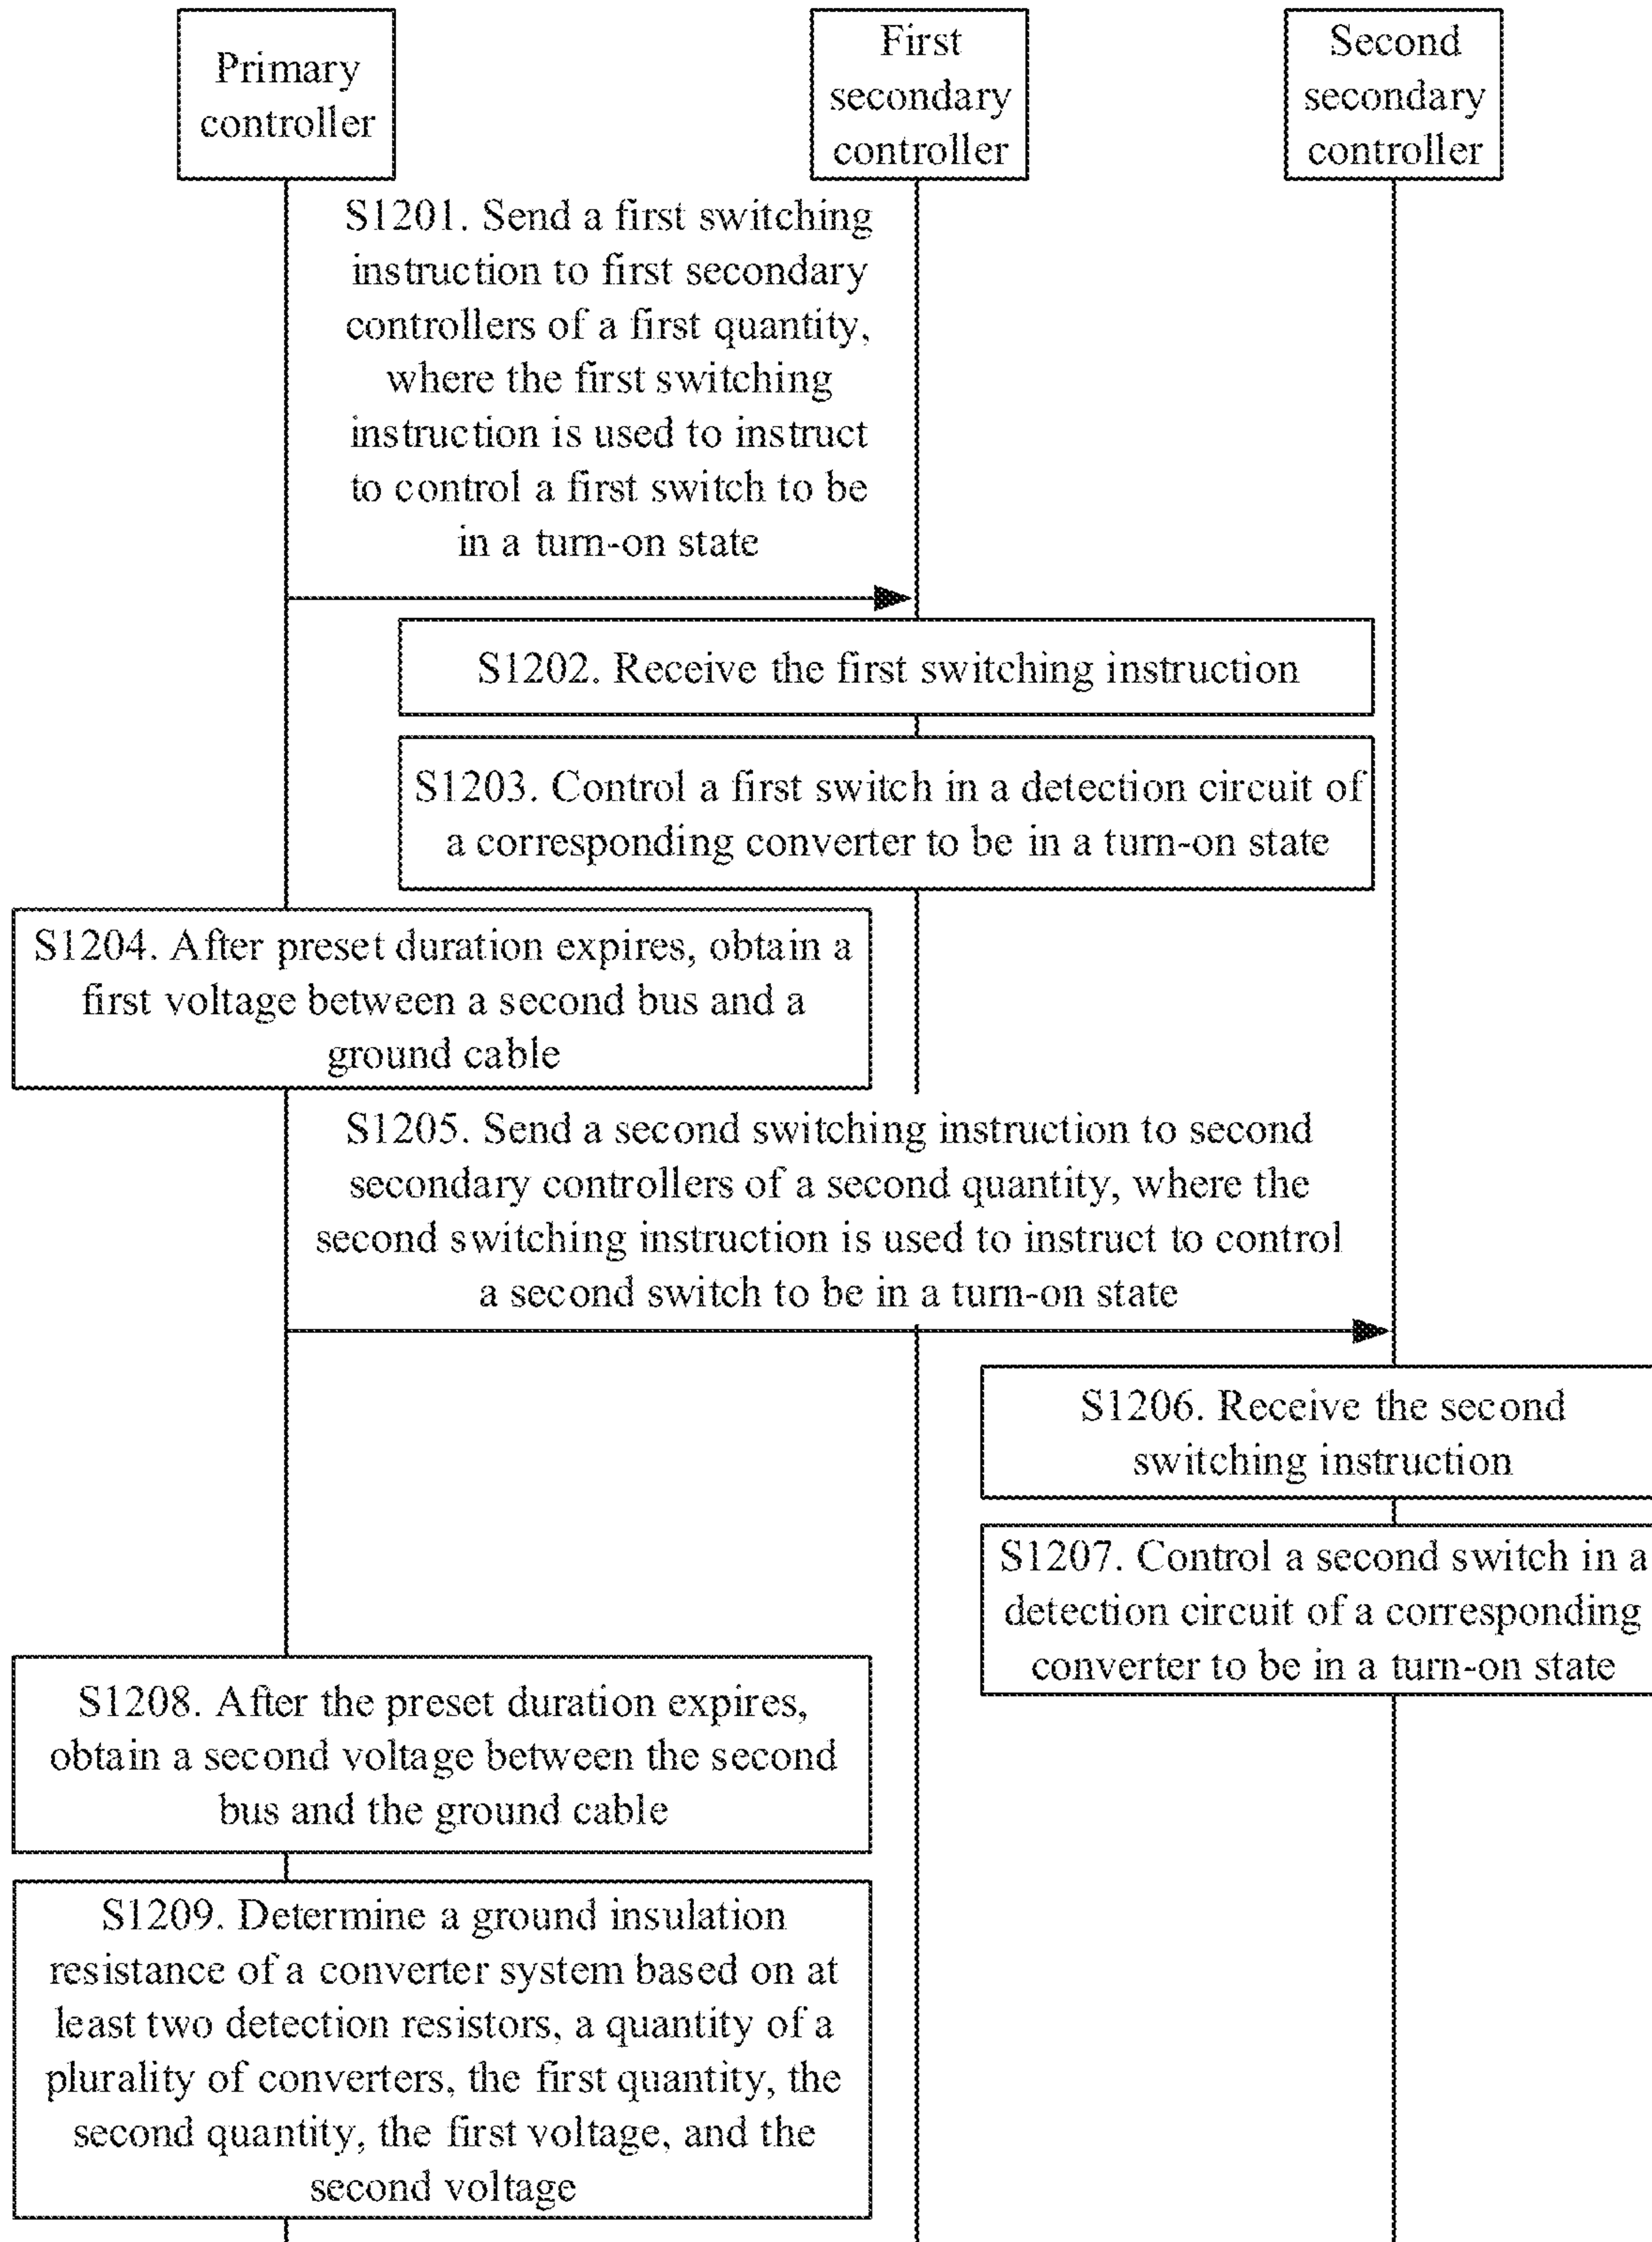 Primary
controller
First
secondary
controller
Second
secondary
controller
S1201. Send a first switching
instruction to first secondary
controllers of a first quantity,
where the first switching
instruction is used to instruct
to control a first switch to be
in a turn-on state
S1202. Receive the first switching instruction
S1203. Control a first switch in a detection circuit of
a corresponding converter to be in a turn-on state
S1204. After preset duration expires, obtain a
first voltage between a second bus and a
ground cable
S1205. Send a second switching instruction to second
secondary controllers of a second quantity, where the
second switching instruction is used to instruct to control
a second switch to be in a turn-on state
S1206. Receive the second
switching instruction
S1207. Control a second switch in a
detection circuit of a corresponding
converter to be in a turn-on state
S1208. After the preset duration expires,
obtain a second voltage between the second
bus and the ground cable
S1209. Determine a ground insulation
resistance of a converter system based on at
least two detection resistors, a quantity of a
plurality of converters, the first quantity, the
second quantity, the first voltage, and the
second voltage